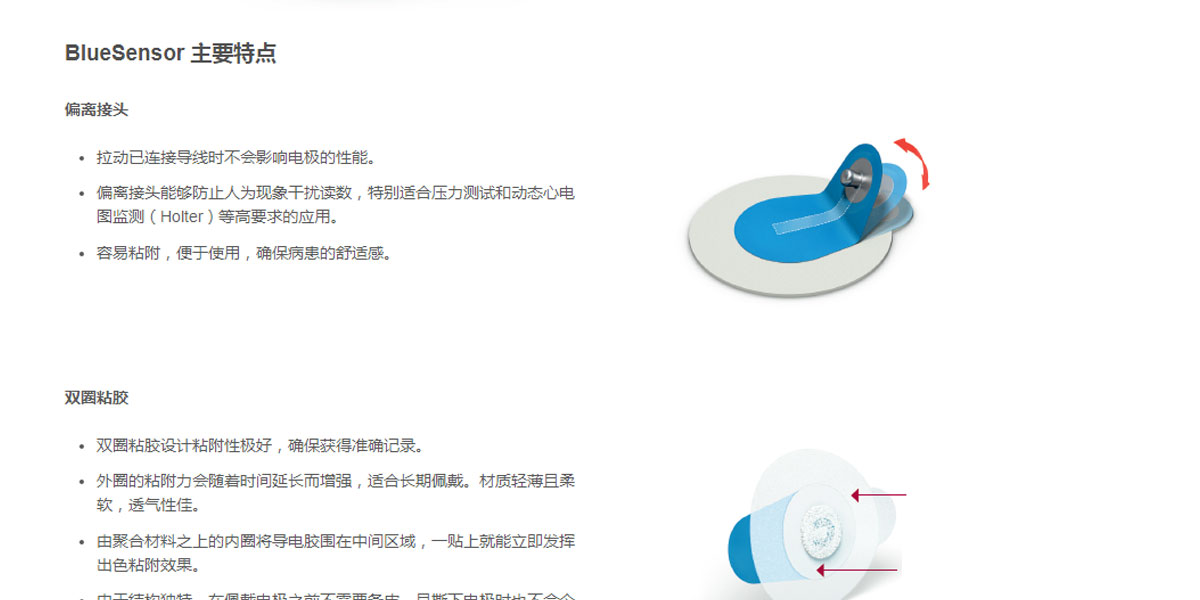 BlueSensor 主要特点
偏离接头
• 拉动已连接导线时不会影响电极的性能。
• 偏离接头能够防止人为现象干扰读数，特别适合压力测试和动态心电
图监测（Holter）等高要求的应用。
• 容易粘附，便于使用，确保病患的舒适感。
双圈粘胶
• 双圈粘胶设计粘附性极好，确保获得准确记录。
• 外圈的粘附力会随着时间延长而增强，适合长期佩戴。材质轻薄且柔
软，透气性佳。
• 由聚合材料之上的内圈将导电胶围在中间区域，一贴上就能立即发挥
出色粘附效果。